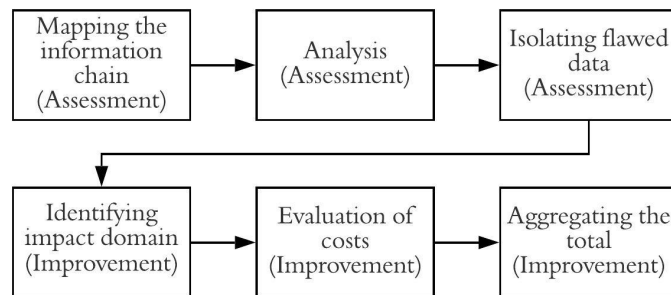 Mapping the
information
chain
(Assessment)
Analysis
(Assessment)
Isolating flawed
data
(Assessment)
Identifying
impact domain
(Improvement)
Evaluation of
costs
(Improvement)
Aggregating the
total
(Improvement)